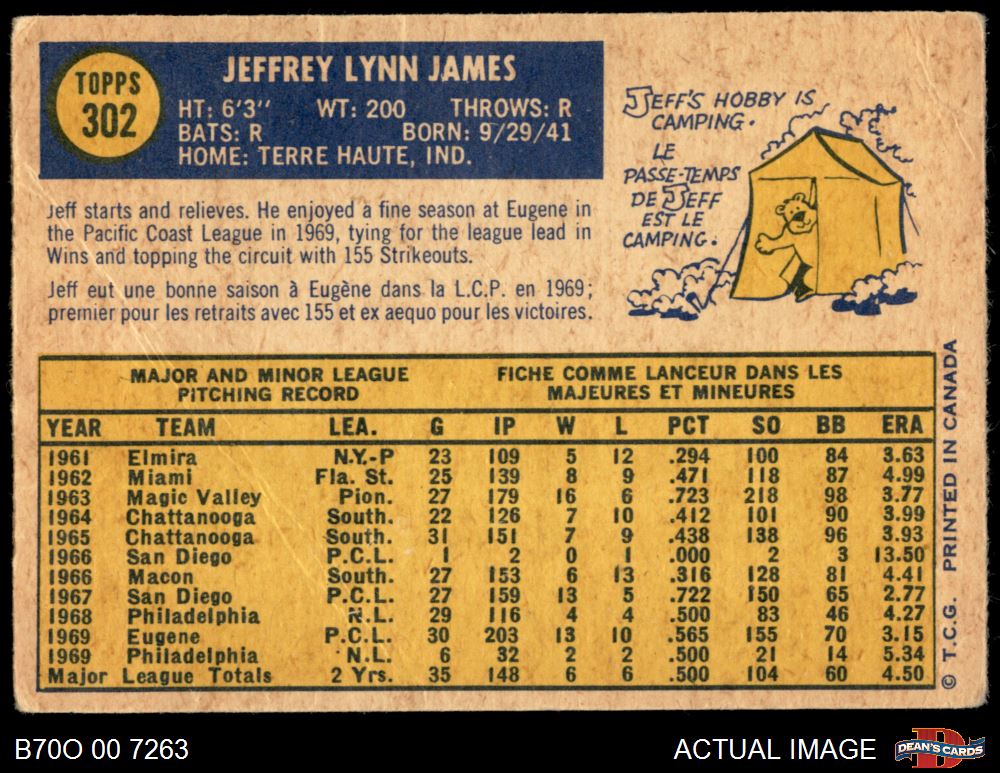 TOPPS
302
JEFFREY LYNN JAMES
HT: 6'3" WT: 200 THROWS: R
BATS: R BORN: 9/29/41
HOME: TERRE HAUTE, IND.
Jeff starts and relieves. He enjoyed a fine season at Eugene in
the Pacific Coast League in 1969, tying for the league lead in
Wins and topping the circuit with 155 Strikeouts.
Jeff eut une bonne saison à Eugène dans la L.C.P. en 1969;
premier pour les retraits avec 155 et ex aequo pour les victoires.
JEFF'S HOBBY IS
CAMPING.
LE
PASSE-TEMPS
DE JEFF
EST LE
CAMPING.
MAJOR AND MINOR LEAGUE
PITCHING RECORD
FICHE COMME LANCEUR DANS LES
MAJEURES ET MINEURES
YEAR TEAM LEA. G IP W L PCT SO BB ERA
1961 Elmira N.Y.-P 23 109 5 12 .294 100 84 3.63
1962 Miami Fla. St. 25 139 8 9 .471 118 87 4.99
1963 Magic Valley Pion. 27 179 16 6 .723 218 98 3.77
1964 Chattanooga South. 22 126 7 10 .412 101 90 3.99
1965 Chattanooga South. 31 151 7 9 .438 138 96 3.93
1966 San Diego P.C.L. 1 2 0 1 .000 2 3 13.50
1966 Macon South. 27 153 6 13 .316 128 81 4.41
1967 San Diego P.C.L. 27 159 13 5 .722 150 65 2.77
1968 Philadelphia N.L. 29 116 4 4 .500 83 46 4.27
1969 Eugene P.C.L. 30 203 13 10 .565 155 70 3.15
1969 Philadelphia N.L. 6 32 2 2 .500 21 14 5.34
Major League Totals 2 Yrs. 35 148 6 6 .500 104 60 4.50
© T.C.G. PRINTED IN CANADA
B70O 00 7263
ACTUAL IMAGE
DEAN'S CARDS